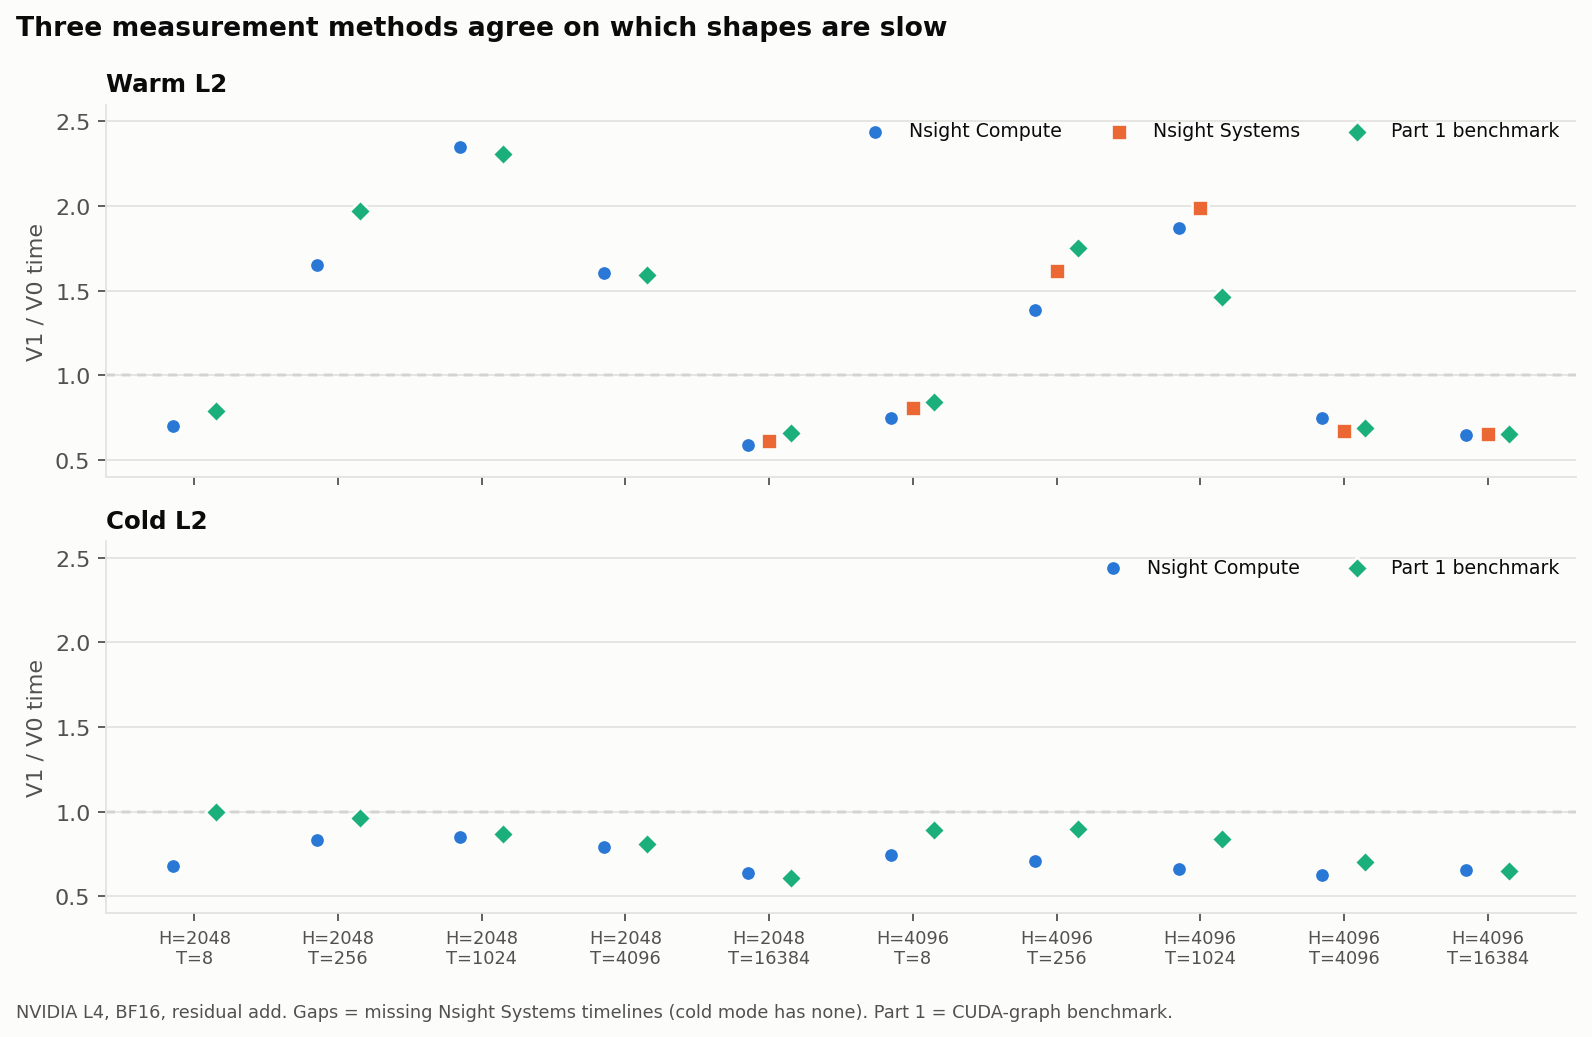 Three measurement methods agree on which shapes are slow
Warm L2
Nsight Compute
Nsight Systems
Part 1 benchmark
V1 / V0 time
2.5
2.0
1.5
1.0
0.5
Cold L2
Nsight Compute
Part 1 benchmark
V1 / V0 time
2.5
2.0
1.5
1.0
0.5
H=2048
T=8
H=2048
T=256
H=2048
T=1024
H=2048
T=4096
H=2048
T=16384
H=4096
T=8
H=4096
T=256
H=4096
T=1024
H=4096
T=4096
H=4096
T=16384
NVIDIA L4, BF16, residual add. Gaps = missing Nsight Systems timelines (cold mode has none). Part 1 = CUDA-graph benchmark.